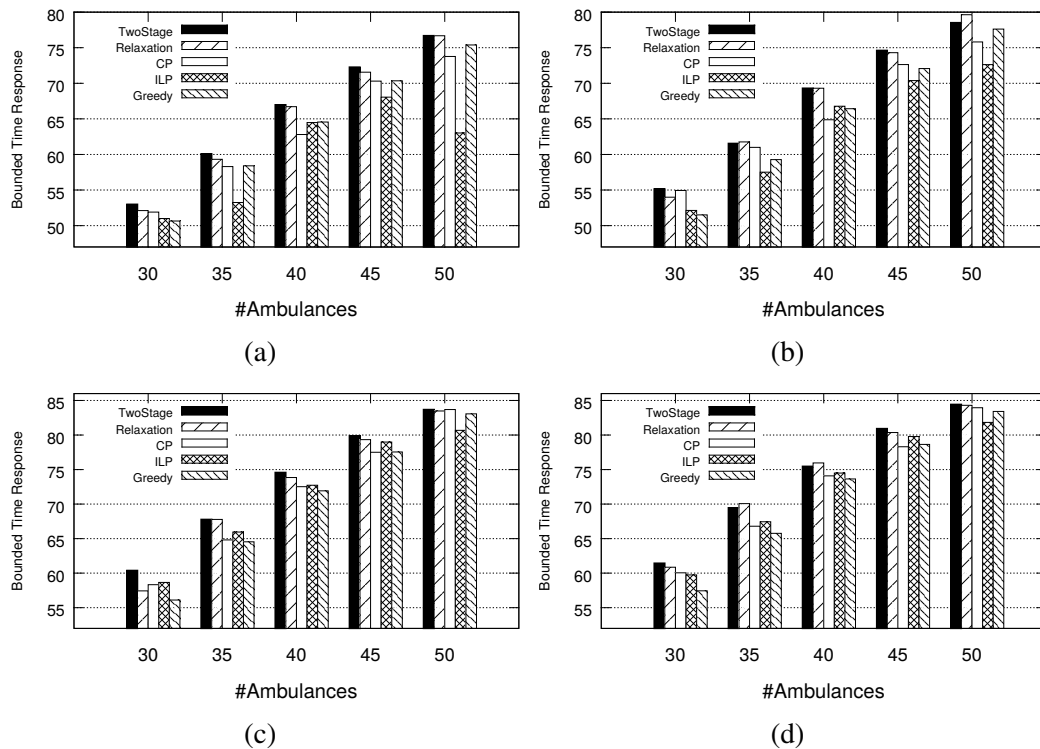 80
75
70
65
60
55
50
Bounded Time Response
TwoStage
Relaxation
CP
ILP
Greedy
30 35 40 45 50
#Ambulances
(a)
80
75
70
65
60
55
50
Bounded Time Response
TwoStage
Relaxation
CP
ILP
Greedy
30 35 40 45 50
#Ambulances
(b)
85
80
75
70
65
60
55
Bounded Time Response
TwoStage
Relaxation
CP
ILP
Greedy
30 35 40 45 50
#Ambulances
(c)
85
80
75
70
65
60
55
Bounded Time Response
TwoStage
Relaxation
CP
ILP
Greedy
30 35 40 45 50
#Ambulances
(d)